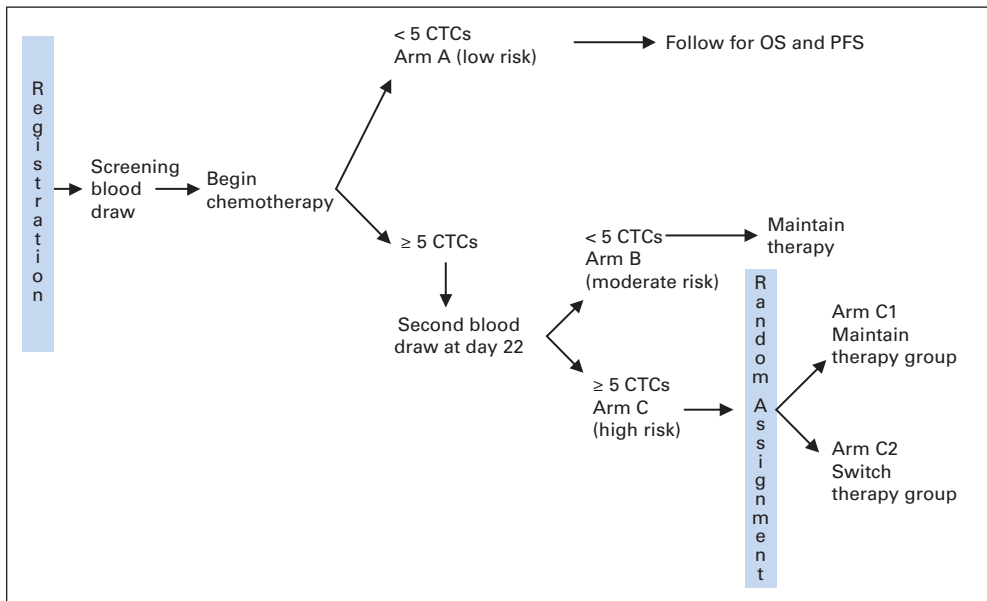 Registration
Screening
blood
draw
Begin
chemotherapy
< 5 CTCs
Arm A (low risk)
Follow for OS and PFS
≥ 5 CTCs
Second blood
draw at day 22
< 5 CTCs
Arm B
(moderate risk)
Maintain
therapy
≥ 5 CTCs
Arm C
(high risk)
Random Assignment
Arm C1
Maintain
therapy group
Arm C2
Switch
therapy group